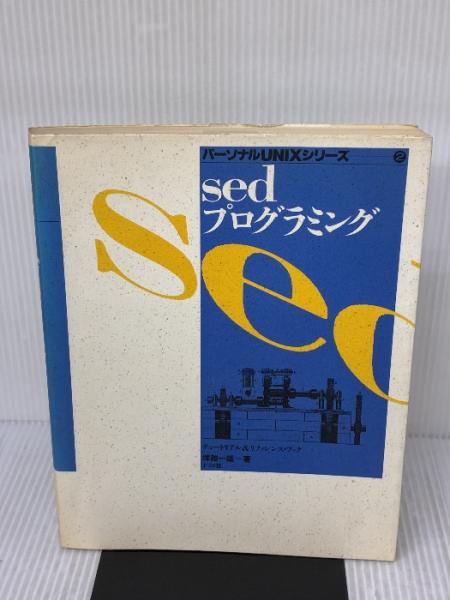 パーソナルUNIXシリーズ ②
sed
プログラミング
sed
チュートリアル&リファレンスブック